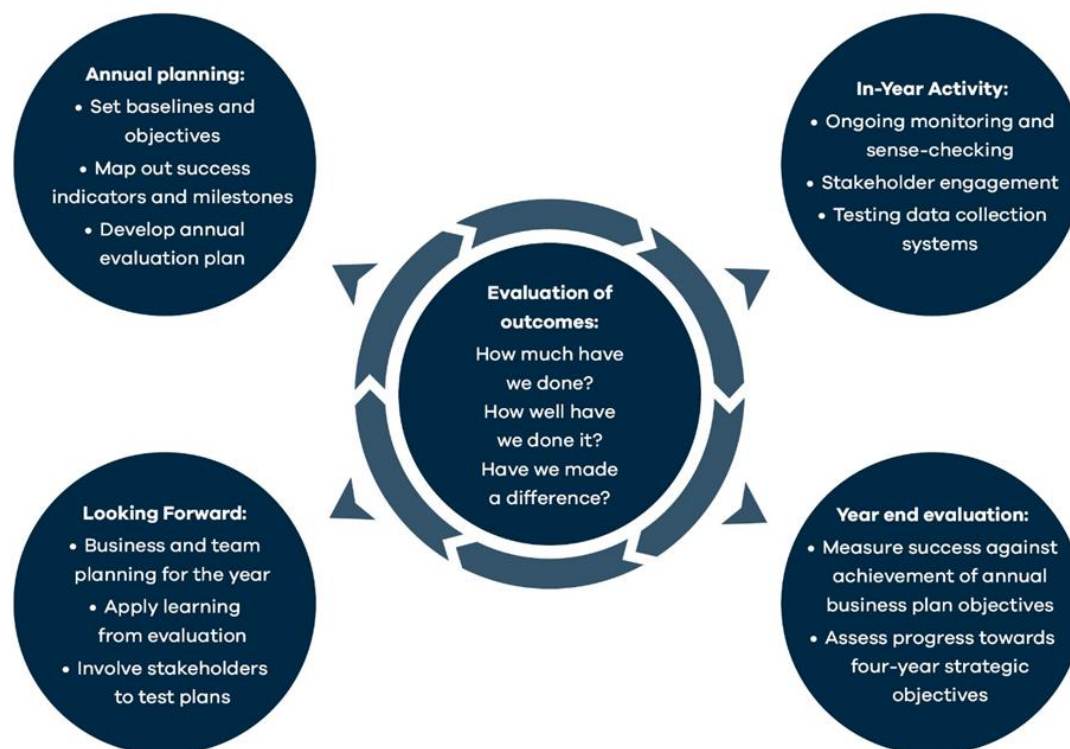 Annual planning:
• Set baselines and
objectives
• Map out success
indicators and milestones
• Develop annual
evaluation plan
In-Year Activity:
• Ongoing monitoring and
sense-checking
• Stakeholder engagement
• Testing data collection
systems
Evaluation of
outcomes:
How much have
we done?
How well have
we done it?
Have we made
a difference?
Looking Forward:
• Business and team
planning for the year
• Apply learning
from evaluation
• Involve stakeholders
to test plans
Year end evaluation:
• Measure success against
achievement of annual
business plan objectives
• Assess progress towards
four-year strategic
objectives